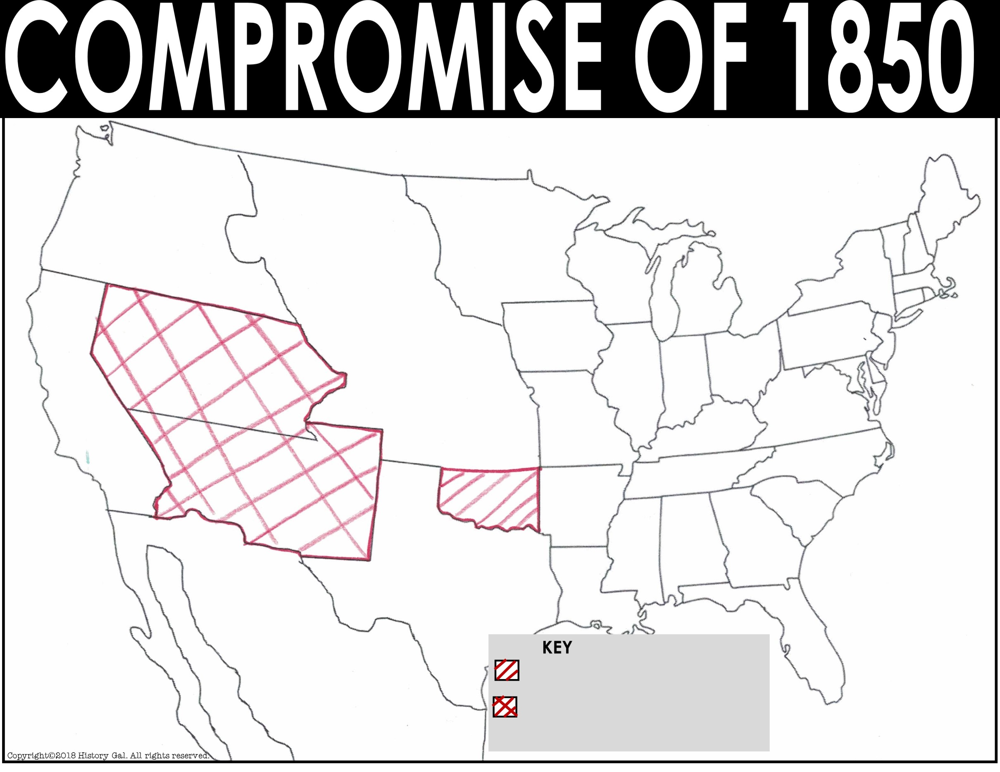 COMPROMISE OF 1850
KEY
Copyright©2018 History Gal. All rights reserved.